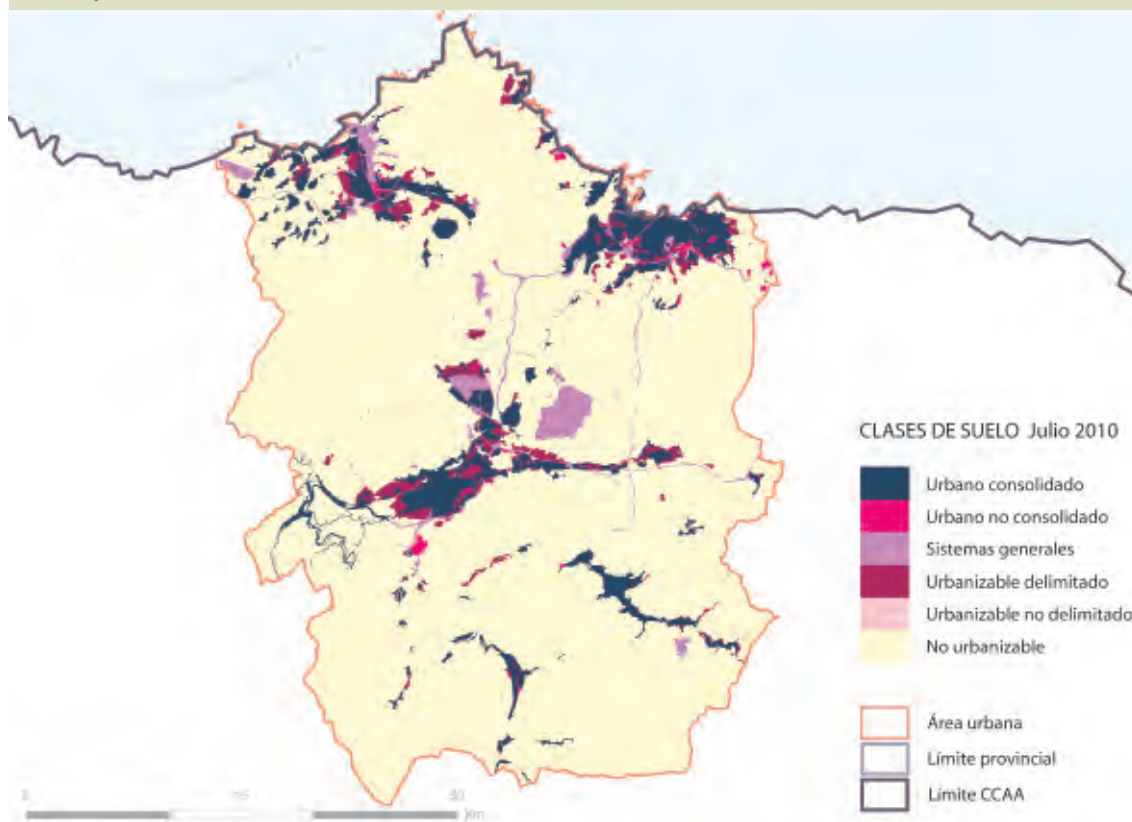 CLASES DE SUELO Julio 2010
Urbano consolidado
Urbano no consolidado
Sistemas generales
Urbanizable delimitado
Urbanizable no delimitado
No urbanizable
Área urbana
Límite provincial
Límite CCAA
Km